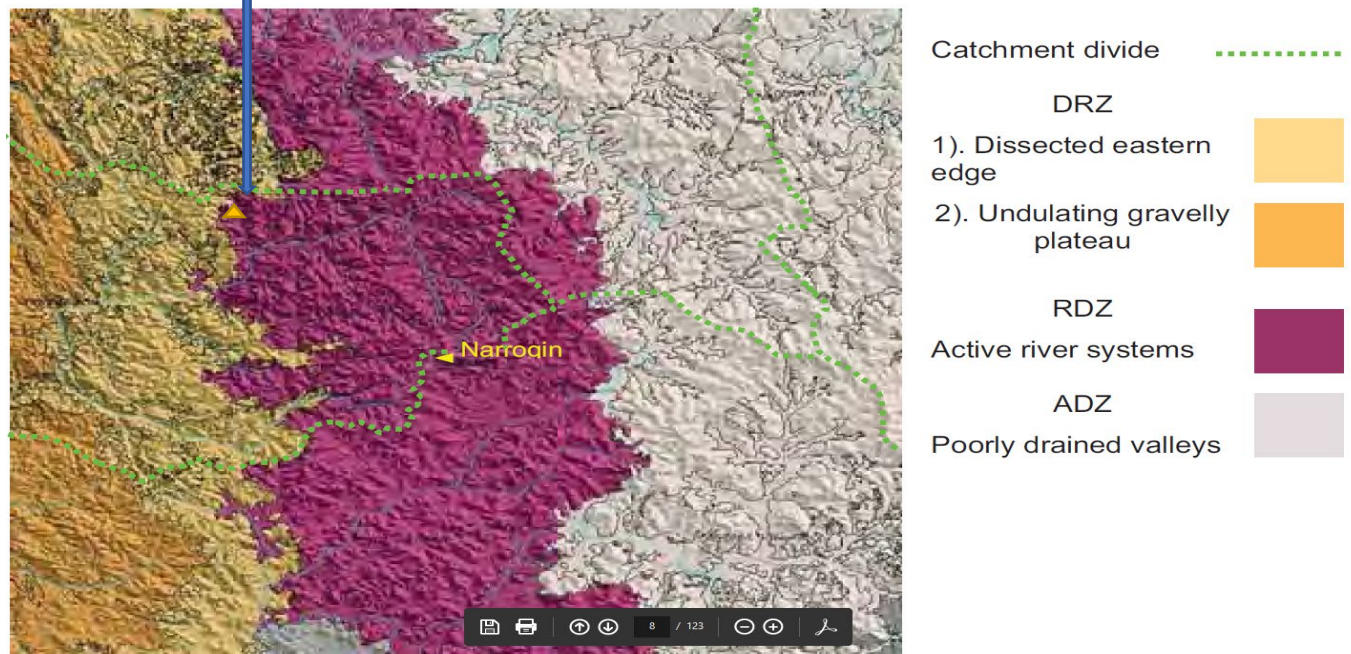 Catchment divide
DRZ
1). Dissected eastern
edge
2). Undulating gravelly
plateau
RDZ
Active river systems
ADZ
Poorly drained valleys
Narroqin
8 / 123